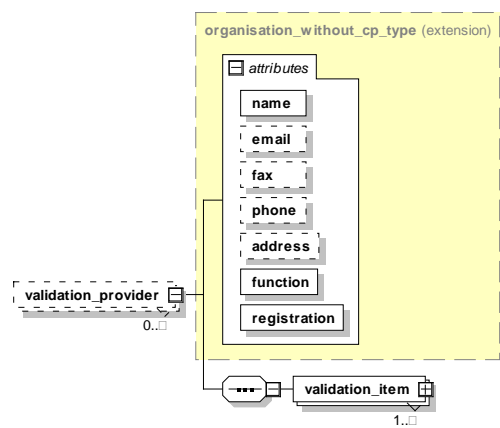 organisation_without_cp_type (extension)
attributes
name
email
fax
phone
address
function
registration
validation_provider
0..□
validation_item
1..□